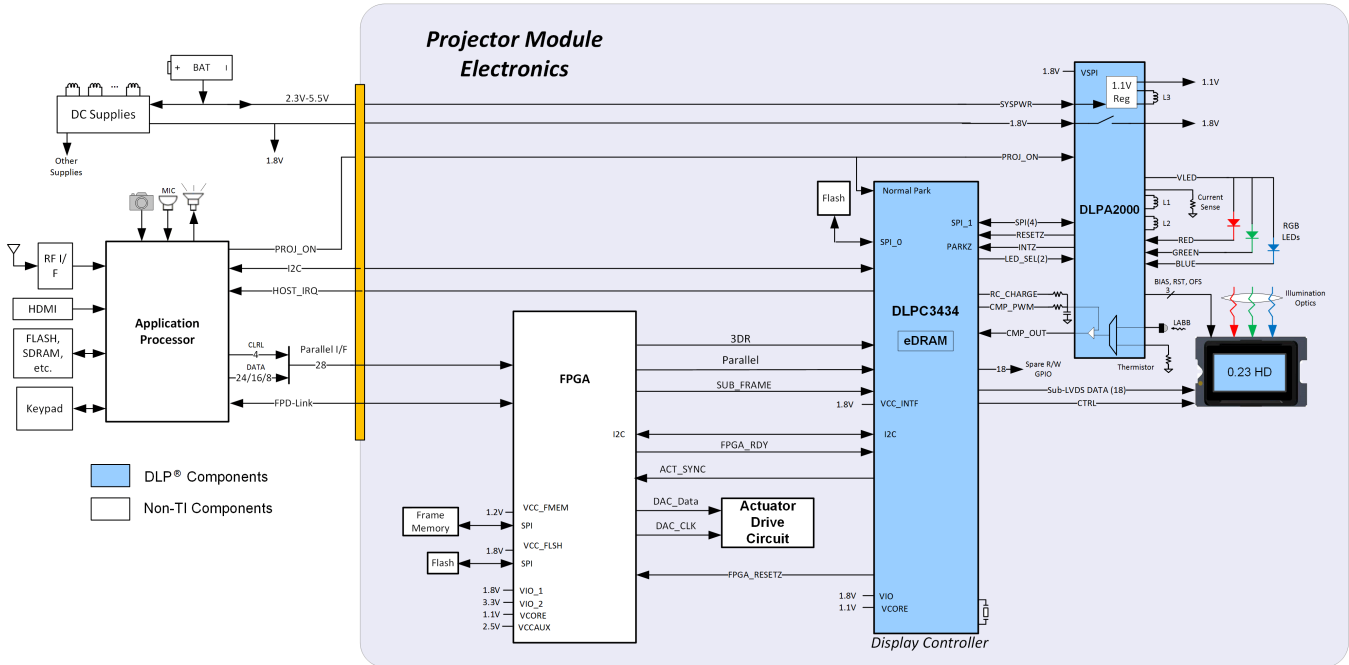 Projector Module
Electronics
+ BAT I
DC Supplies
...
2.3V-5.5V
1.8V
Other
Supplies
MIC
RF I/
F
HDMI
FLASH,
SDRAM,
etc.
Keypad
Application
Processor
PROJ_ON
I2C
HOST_IRQ
CLRL
4
DATA
24/16/8
Parallel I/F
28
FPD-Link
DLP® Components
Non-TI Components
SYSPWR
1.8V
PROJ_ON
1.8V
VSPI
1.1V
Reg
L3
1.1V
1.8V
DLPA2000
VLED
Current
Sense
L1
L2
RED
GREEN
BLUE
RGB
LEDs
BIAS, RST, OFS
3
Illumination
Optics
LABB
Thermistor
0.23 HD
Flash
Normal Park
SPI_0
SPI_1
PARKZ
SPI(4)
RESETZ
INTZ
LED_SEL(2)
DLPC3434
eDRAM
RC_CHARGE
CMP_PWM
CMP_OUT
18
Spare R/W
GPIO
Sub-LVDS DATA (18)
CTRL
1.8V
VCC_INTF
I2C
1.8V
VIO
1.1V
VCORE
Display Controller
FPGA
3DR
Parallel
SUB_FRAME
I2C
FPGA_RDY
ACT_SYNC
DAC_Data
DAC_CLK
Actuator
Drive
Circuit
FPGA_RESETZ
Frame
Memory
1.2V
VCC_FMEM
SPI
Flash
1.8V
VCC_FLSH
SPI
1.8V
VIO_1
3.3V
VIO_2
1.1V
VCORE
2.5V
VCCAUX